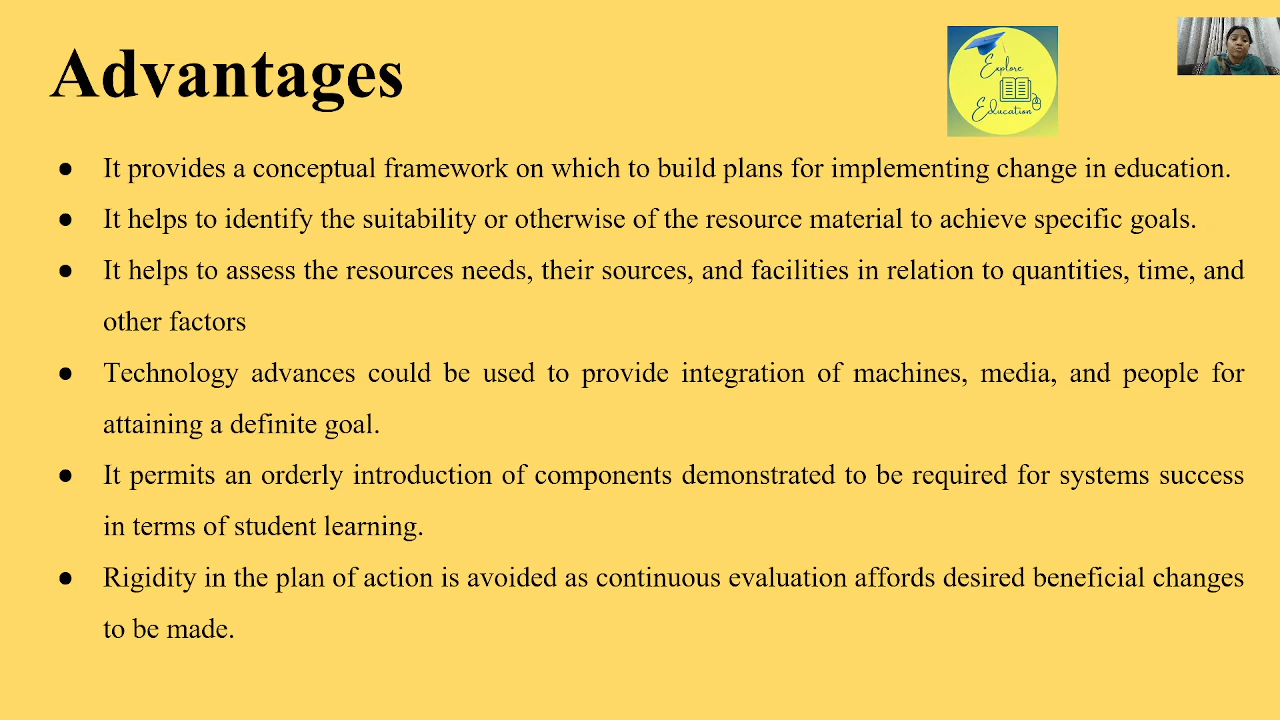 Advantages
Explore
Education
● It provides a conceptual framework on which to build plans for implementing change in education.
● It helps to identify the suitability or otherwise of the resource material to achieve specific goals.
● It helps to assess the resources needs, their sources, and facilities in relation to quantities, time, and
other factors
● Technology advances could be used to provide integration of machines, media, and people for
attaining a definite goal.
● It permits an orderly introduction of components demonstrated to be required for systems success
in terms of student learning.
● Rigidity in the plan of action is avoided as continuous evaluation affords desired beneficial changes
to be made.